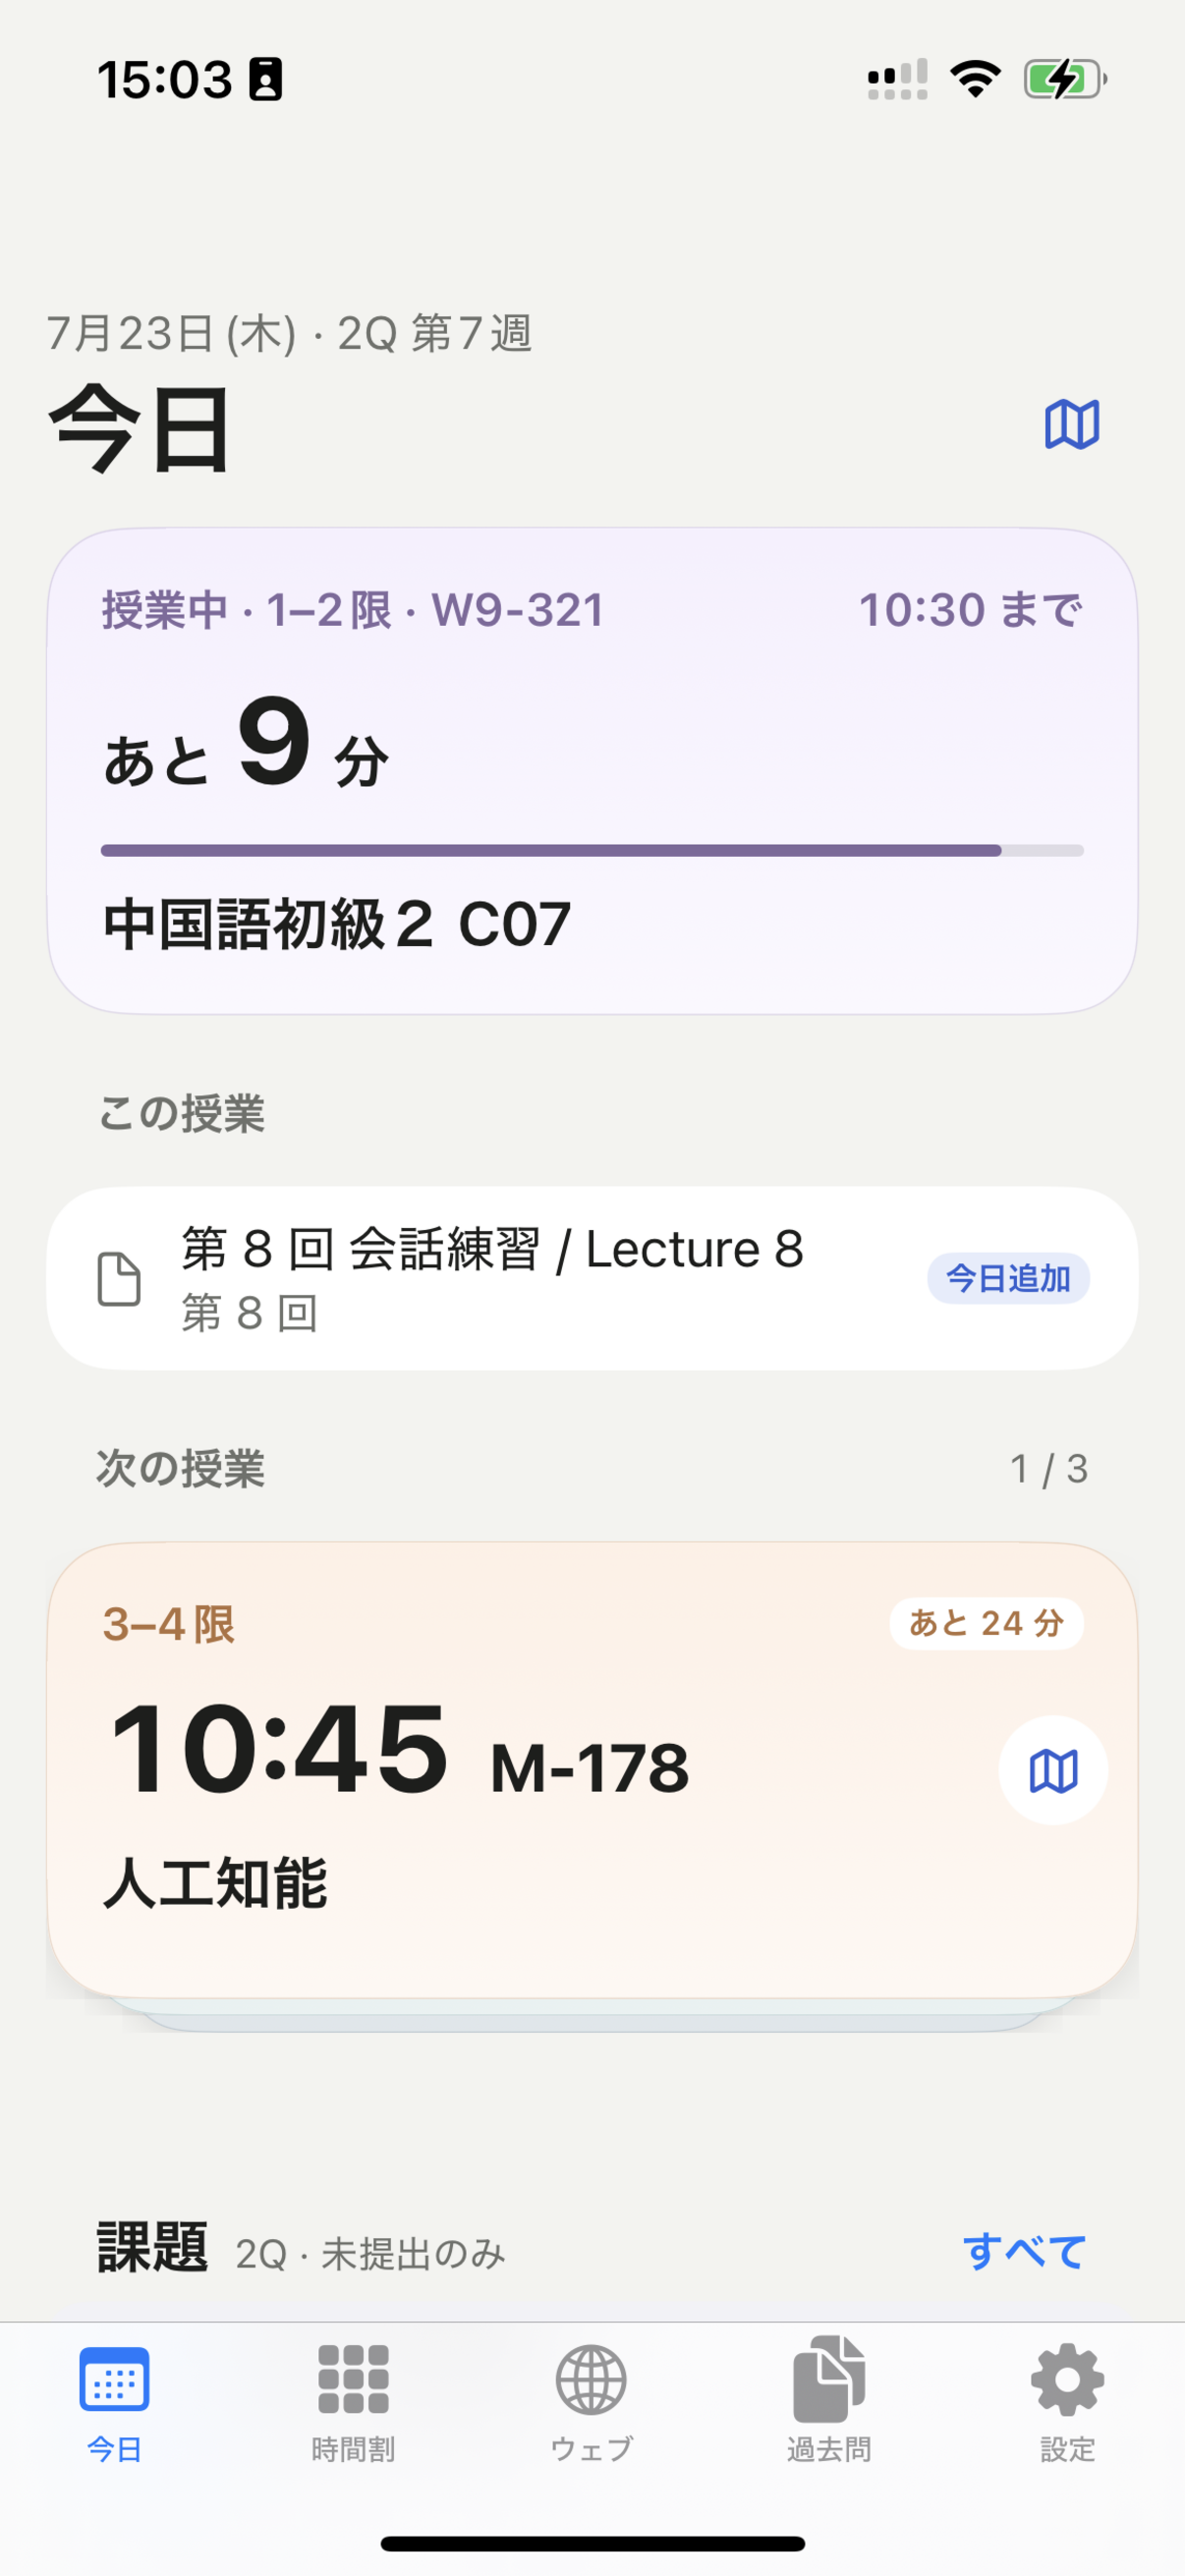 15:03
7月23日(木) · 2Q 第7週
今日
授業中 · 1–2限 · W9-321
10:30 まで
あと 9 分
中国語初級2 C07
この授業
第 8 回 会話練習 / Lecture 8
第 8 回
今日追加
次の授業
1 / 3
3–4限
あと 24 分
10:45 M-178
人工知能
課題 2Q · 未提出のみ
すべて
今日
時間割
ウェブ
過去問
設定